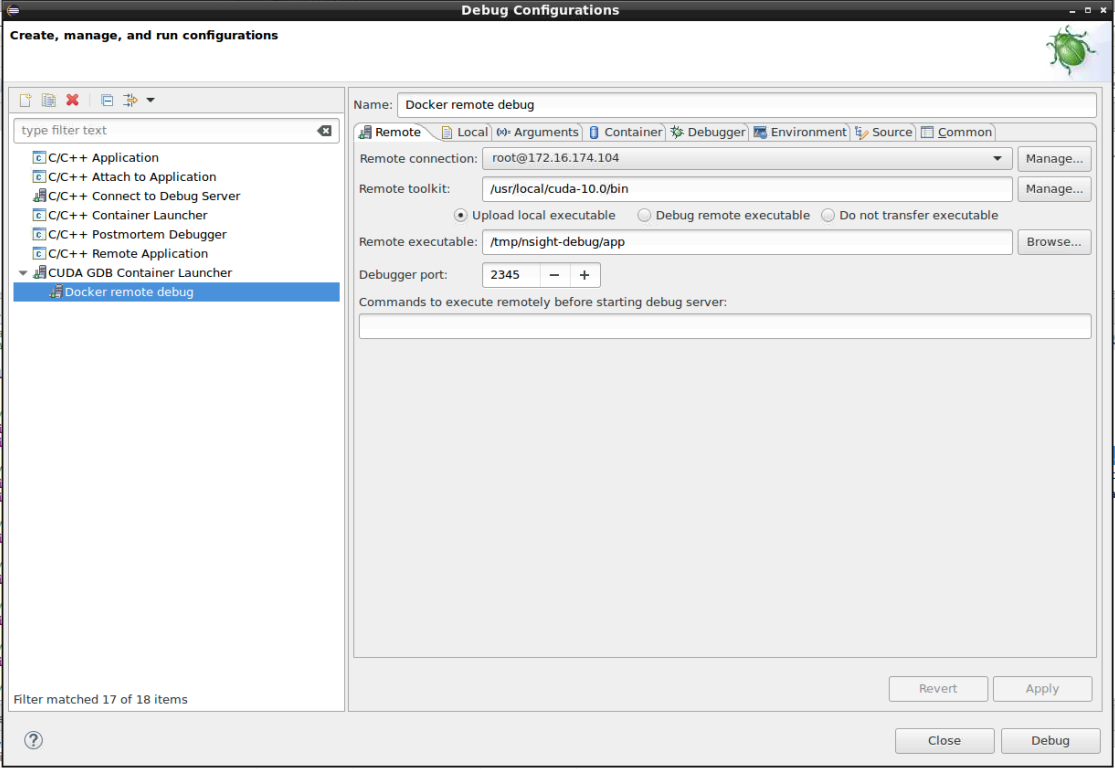 Debug Configurations
Create, manage, and run configurations
type filter text
C/C++ Application
C/C++ Attach to Application
C/C++ Connect to Debug Server
C/C++ Container Launcher
C/C++ Postmortem Debugger
C/C++ Remote Application
CUDA GDB Container Launcher
Docker remote debug
Filter matched 17 of 18 items
Name: Docker remote debug
Remote Local Arguments Container Debugger Environment Source Common
Remote connection: root@172.16.174.104 Manage...
Remote toolkit: /usr/local/cuda-10.0/bin Manage...
Upload local executable Debug remote executable Do not transfer executable
Remote executable: /tmp/nsight-debug/app Browse...
Debugger port: 2345 − +
Commands to execute remotely before starting debug server:
Revert Apply
? Close Debug